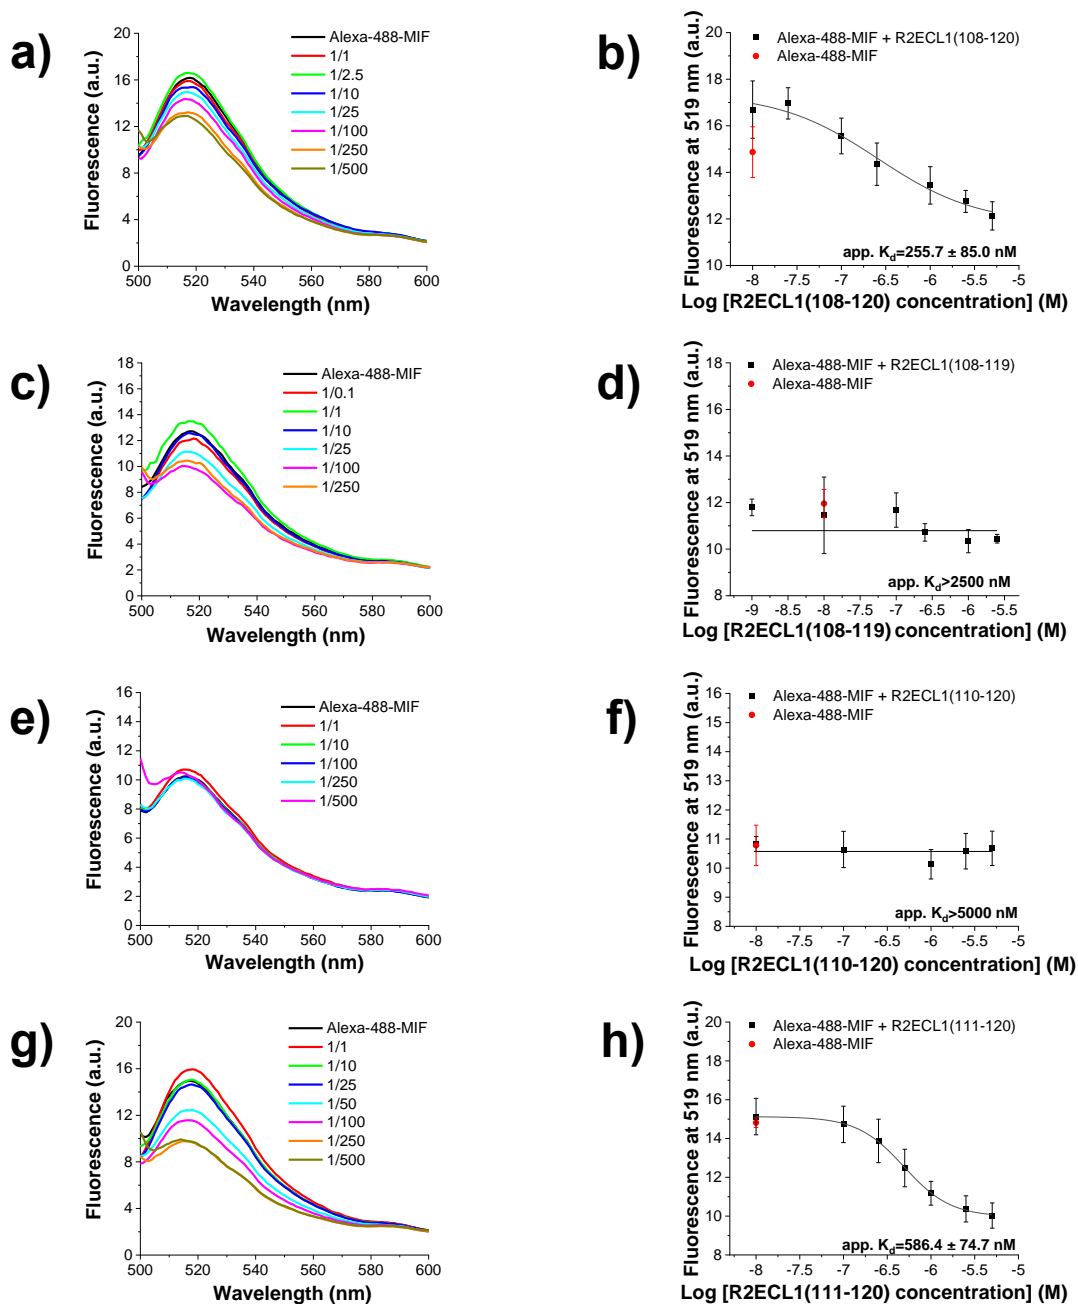 a)
Fluorescence (a.u.)
20
16
12
8
4
0
500 520 540 560 580 600
Wavelength (nm)
Alexa-488-MIF
1/1
1/2.5
1/10
1/25
1/100
1/250
1/500
b)
Fluorescence at 519 nm (a.u.)
20
18
16
14
12
10
-8 -7.5 -7 -6.5 -6 -5.5 -5
Log [R2ECL1(108-120) concentration] (M)
Alexa-488-MIF + R2ECL1(108-120)
Alexa-488-MIF
app. Kd=255.7 ± 85.0 nM
c)
Fluorescence (a.u.)
18
16
14
12
10
8
6
4
2
0
500 520 540 560 580 600
Wavelength (nm)
Alexa-488-MIF
1/0.1
1/1
1/10
1/25
1/100
1/250
d)
Fluorescence at 519 nm (a.u.)
18
16
14
12
10
8
-9 -8.5 -8 -7.5 -7 -6.5 -6 -5.5
Log [R2ECL1(108-119) concentration] (M)
Alexa-488-MIF + R2ECL1(108-119)
Alexa-488-MIF
app. Kd>2500 nM
e)
Fluorescence (a.u.)
16
14
12
10
8
6
4
2
0
500 520 540 560 580 600
Wavelength (nm)
Alexa-488-MIF
1/1
1/10
1/100
1/250
1/500
f)
Fluorescence at 519 nm (a.u.)
16
15
14
13
12
11
10
9
8
-8 -7.5 -7 -6.5 -6 -5.5 -5
Log [R2ECL1(110-120) concentration] (M)
Alexa-488-MIF + R2ECL1(110-120)
Alexa-488-MIF
app. Kd>5000 nM
g)
Fluorescence (a.u.)
20
16
12
8
4
0
500 520 540 560 580 600
Wavelength (nm)
Alexa-488-MIF
1/1
1/10
1/25
1/50
1/100
1/250
1/500
h)
Fluorescence at 519 nm (a.u.)
20
18
16
14
12
10
8
-8 -7.5 -7 -6.5 -6 -5.5 -5
Log [R2ECL1(111-120) concentration] (M)
Alexa-488-MIF + R2ECL1(111-120)
Alexa-488-MIF
app. Kd=586.4 ± 74.7 nM